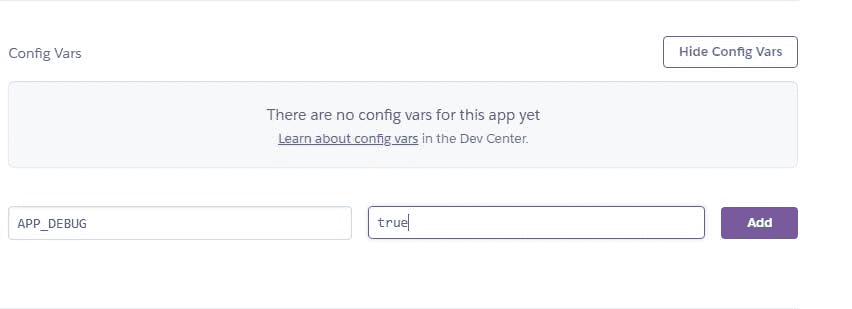 Config Vars
Hide Config Vars
There are no config vars for this app yet
Learn about config vars in the Dev Center.
APP_DEBUG
true
Add